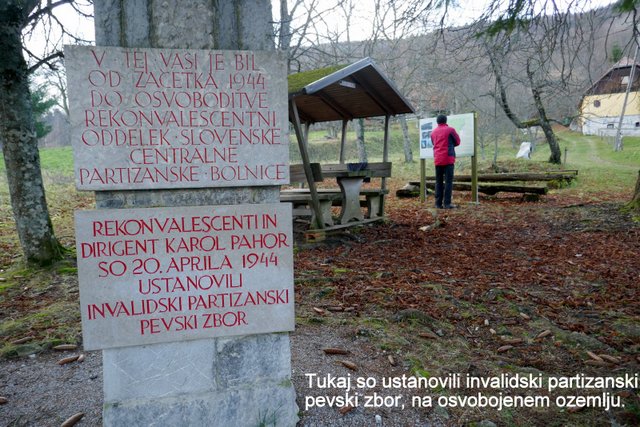 V · TEJ · VASI · JE · BIL
OD · ZAČETKA · 1944
DO · OSVOBODITVE
REKONVALESCENTNI
ODDELEK · SLOVENSKE
CENTRALNE
PARTIZANSKE · BOLNICE
REKONVALESCENTI IN
DIRIGENT KAROL PAHOR
SO 20. APRILA 1944
USTANOVILI
INVALIDSKI PARTIZANSKI
PEVSKI ZBOR
Tukaj so ustanovili invalidski partizanski
pevski zbor, na osvobojenem ozemlju.